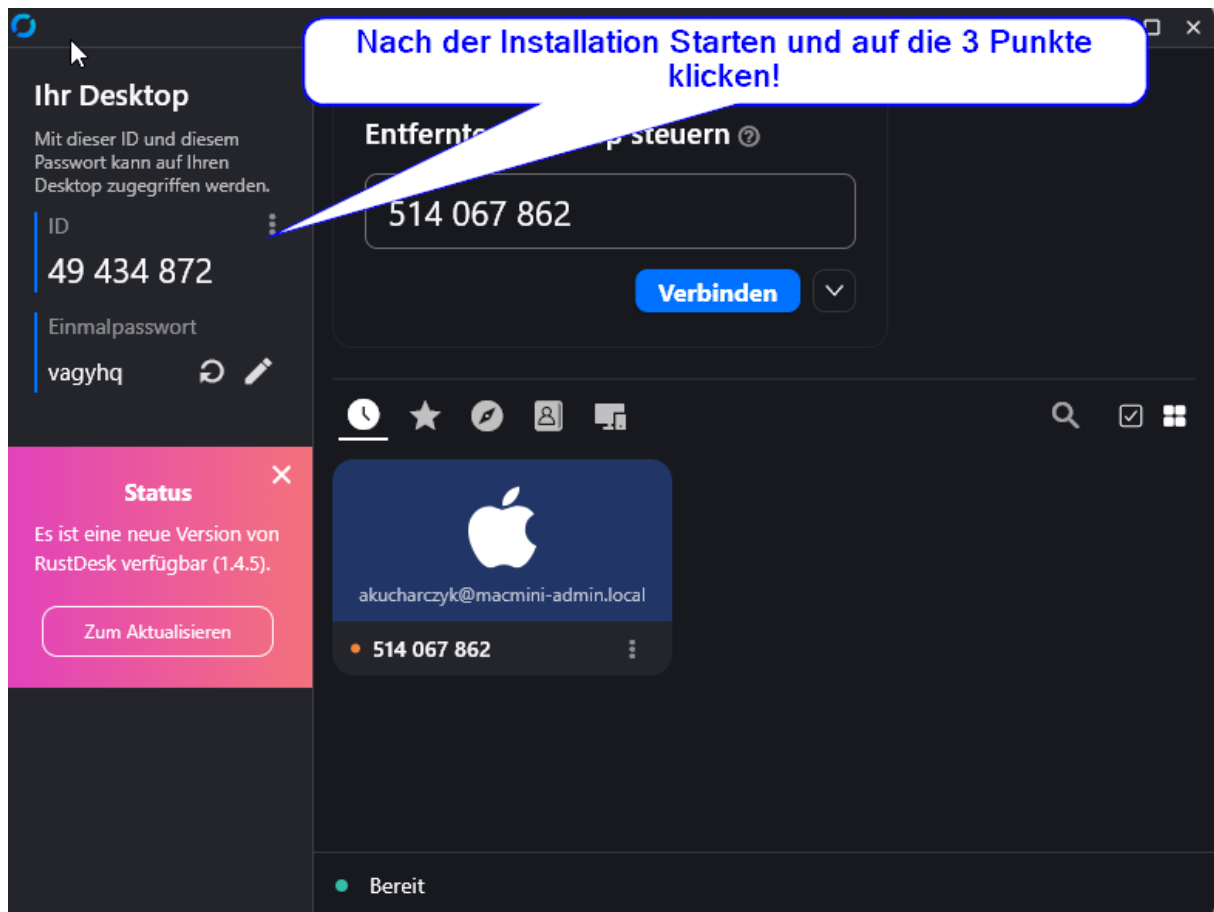 Nach der Installation Starten und auf die 3 Punkte
klicken!
Ihr Desktop
Mit dieser ID und diesem
Passwort kann auf Ihren
Desktop zugegriffen werden.
ID
49 434 872
Einmalpasswort
vagyhq
Status
Es ist eine neue Version von
RustDesk verfügbar (1.4.5).
Zum Aktualisieren
steuern
514 067 862
Verbinden
akucharczyk@macmini-admin.local
514 067 862
Bereit